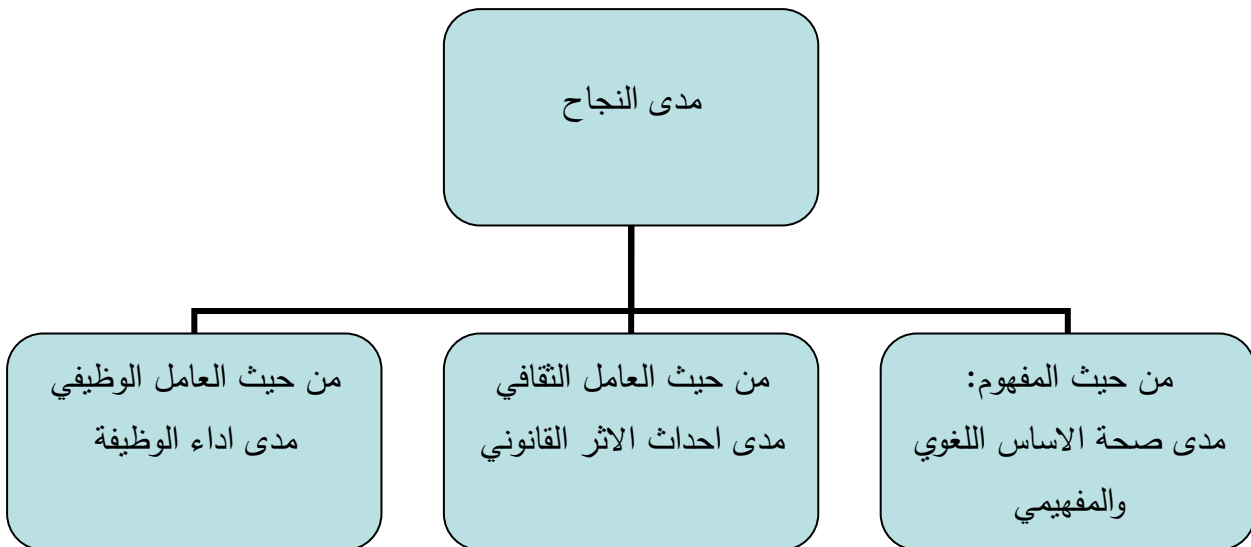 مدى النجاح
من حيث المفهوم:
مدى صحة الاساس اللغوي
والمفهيمي
من حيث العامل الثقافي
مدى احداث الاثر القانوني
من حيث العامل الوظيفي
مدى اداء الوظيفة